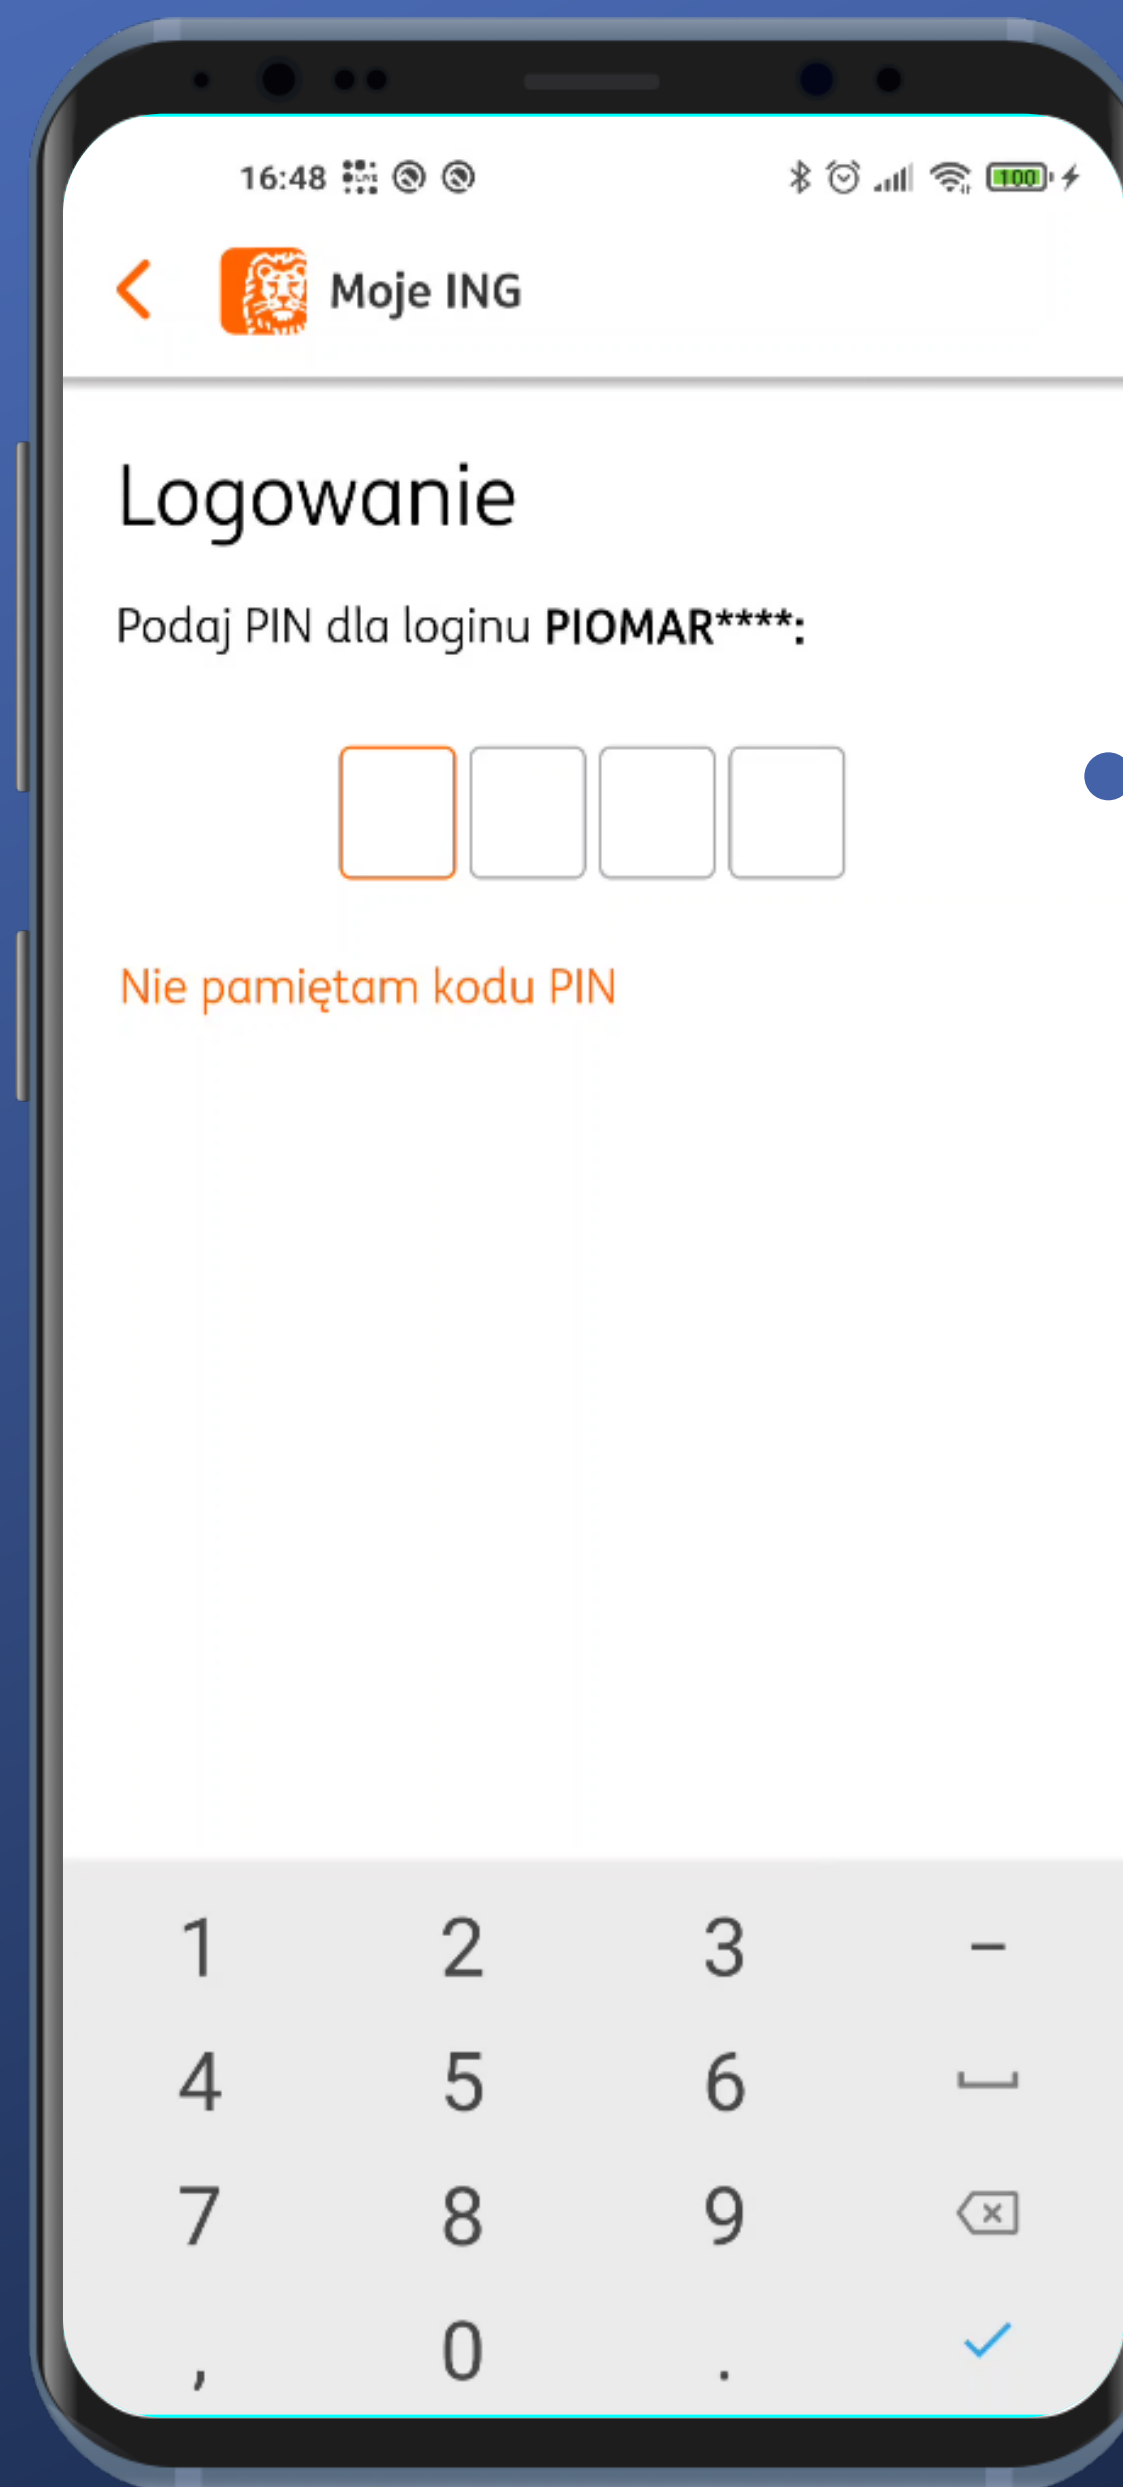 16:48 100
Moje ING
Logowanie
Podaj PIN dla loginu PIOMAR****:
Nie pamiętam kodu PIN
1 2 3 –
4 5 6
7 8 9
, 0 .